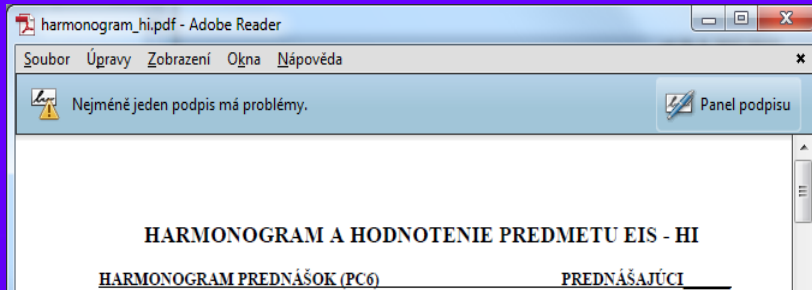 harmonogram_hi.pdf - Adobe Reader
Soubor Úpravy Zobrazení Okna Nápověda
Nejméně jeden podpis má problémy. Panel podpisu
HARMONOGRAM A HODNOTENIE PREDMETU EIS - HI
HARMONOGRAM PREDNÁŠOK (PC6) PREDNÁŠAJÚCI